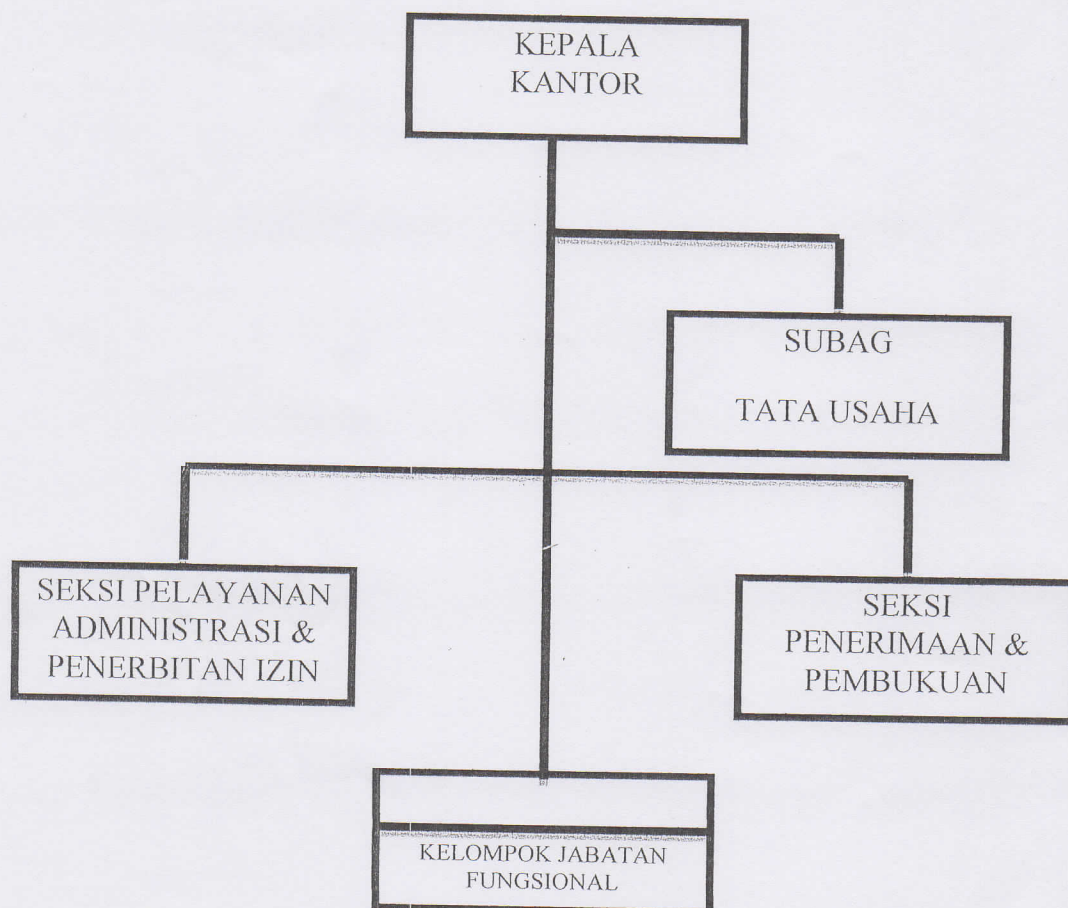 KEPALA
KANTOR
SUBAG
TATA USAHA
SEKSI PELAYANAN
ADMINISTRASI &
PENERBITAN IZIN
SEKSI
PENERIMAAN &
PEMBUKUAN
KELOMPOK JABATAN
FUNGSIONAL